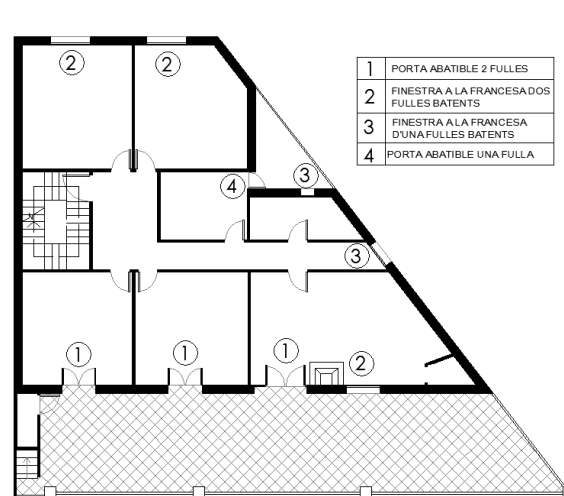 2 2
1 PORTA ABATIBLE 2 FULLES
2 FINESTRA A LA FRANCESA DOS
FULLES BATENTS
3 FINESTRA A LA FRANCESA
D'UNA FULLES BATENTS
4 PORTA ABATIBLE UNA FULLA
3
4
3
1 1 1 2